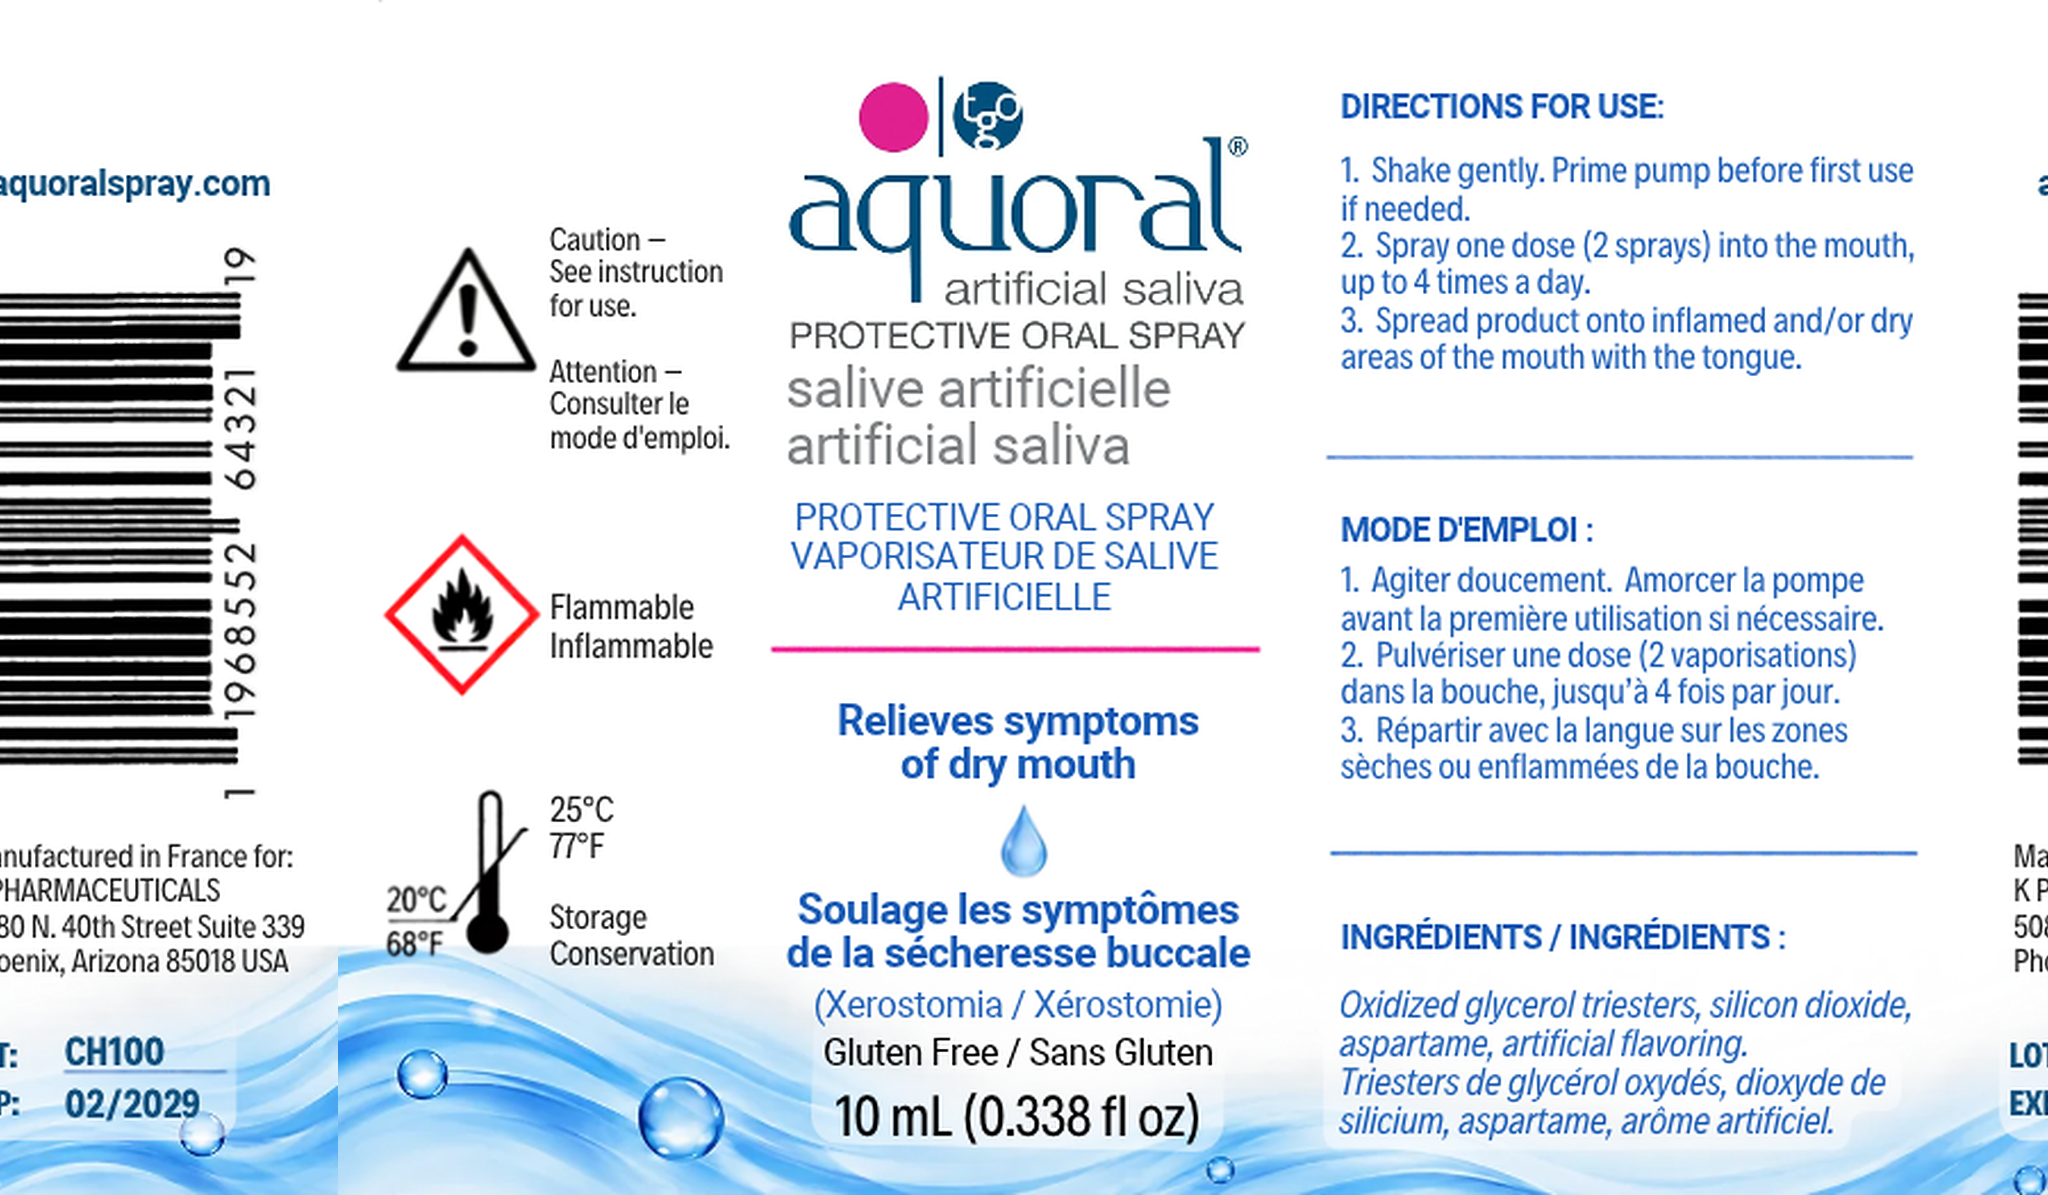 aquoralspray.com
1 1968552 64321 19
anufactured in France for:
PHARMACEUTICALS
80 N. 40th Street Suite 339
oenix, Arizona 85018 USA
T: CH100
P: 02/2029
Caution –
See instruction
for use.
Attention –
Consulter le
mode d'emploi.
Flammable
Inflammable
25°C
77°F
20°C
68°F
Storage
Conservation
tgo
aquoral®
artificial saliva
PROTECTIVE ORAL SPRAY
salive artificielle
artificial saliva
PROTECTIVE ORAL SPRAY
VAPORISATEUR DE SALIVE
ARTIFICIELLE
Relieves symptoms
of dry mouth
Soulage les symptômes
de la sécheresse buccale
(Xerostomia / Xérostomie)
Gluten Free / Sans Gluten
10 mL (0.338 fl oz)
DIRECTIONS FOR USE:
1. Shake gently. Prime pump before first use
if needed.
2. Spray one dose (2 sprays) into the mouth,
up to 4 times a day.
3. Spread product onto inflamed and/or dry
areas of the mouth with the tongue.
MODE D'EMPLOI :
1. Agiter doucement. Amorcer la pompe
avant la première utilisation si nécessaire.
2. Pulvériser une dose (2 vaporisations)
dans la bouche, jusqu’à 4 fois par jour.
3. Répartir avec la langue sur les zones
sèches ou enflammées de la bouche.
INGRÉDIENTS / INGRÉDIENTS :
Oxidized glycerol triesters, silicon dioxide,
aspartame, artificial flavoring.
Triesters de glycérol oxydés, dioxyde de
silicium, aspartame, arôme artificiel.
a
Ma
K P
508
Pho
LOT
EXP